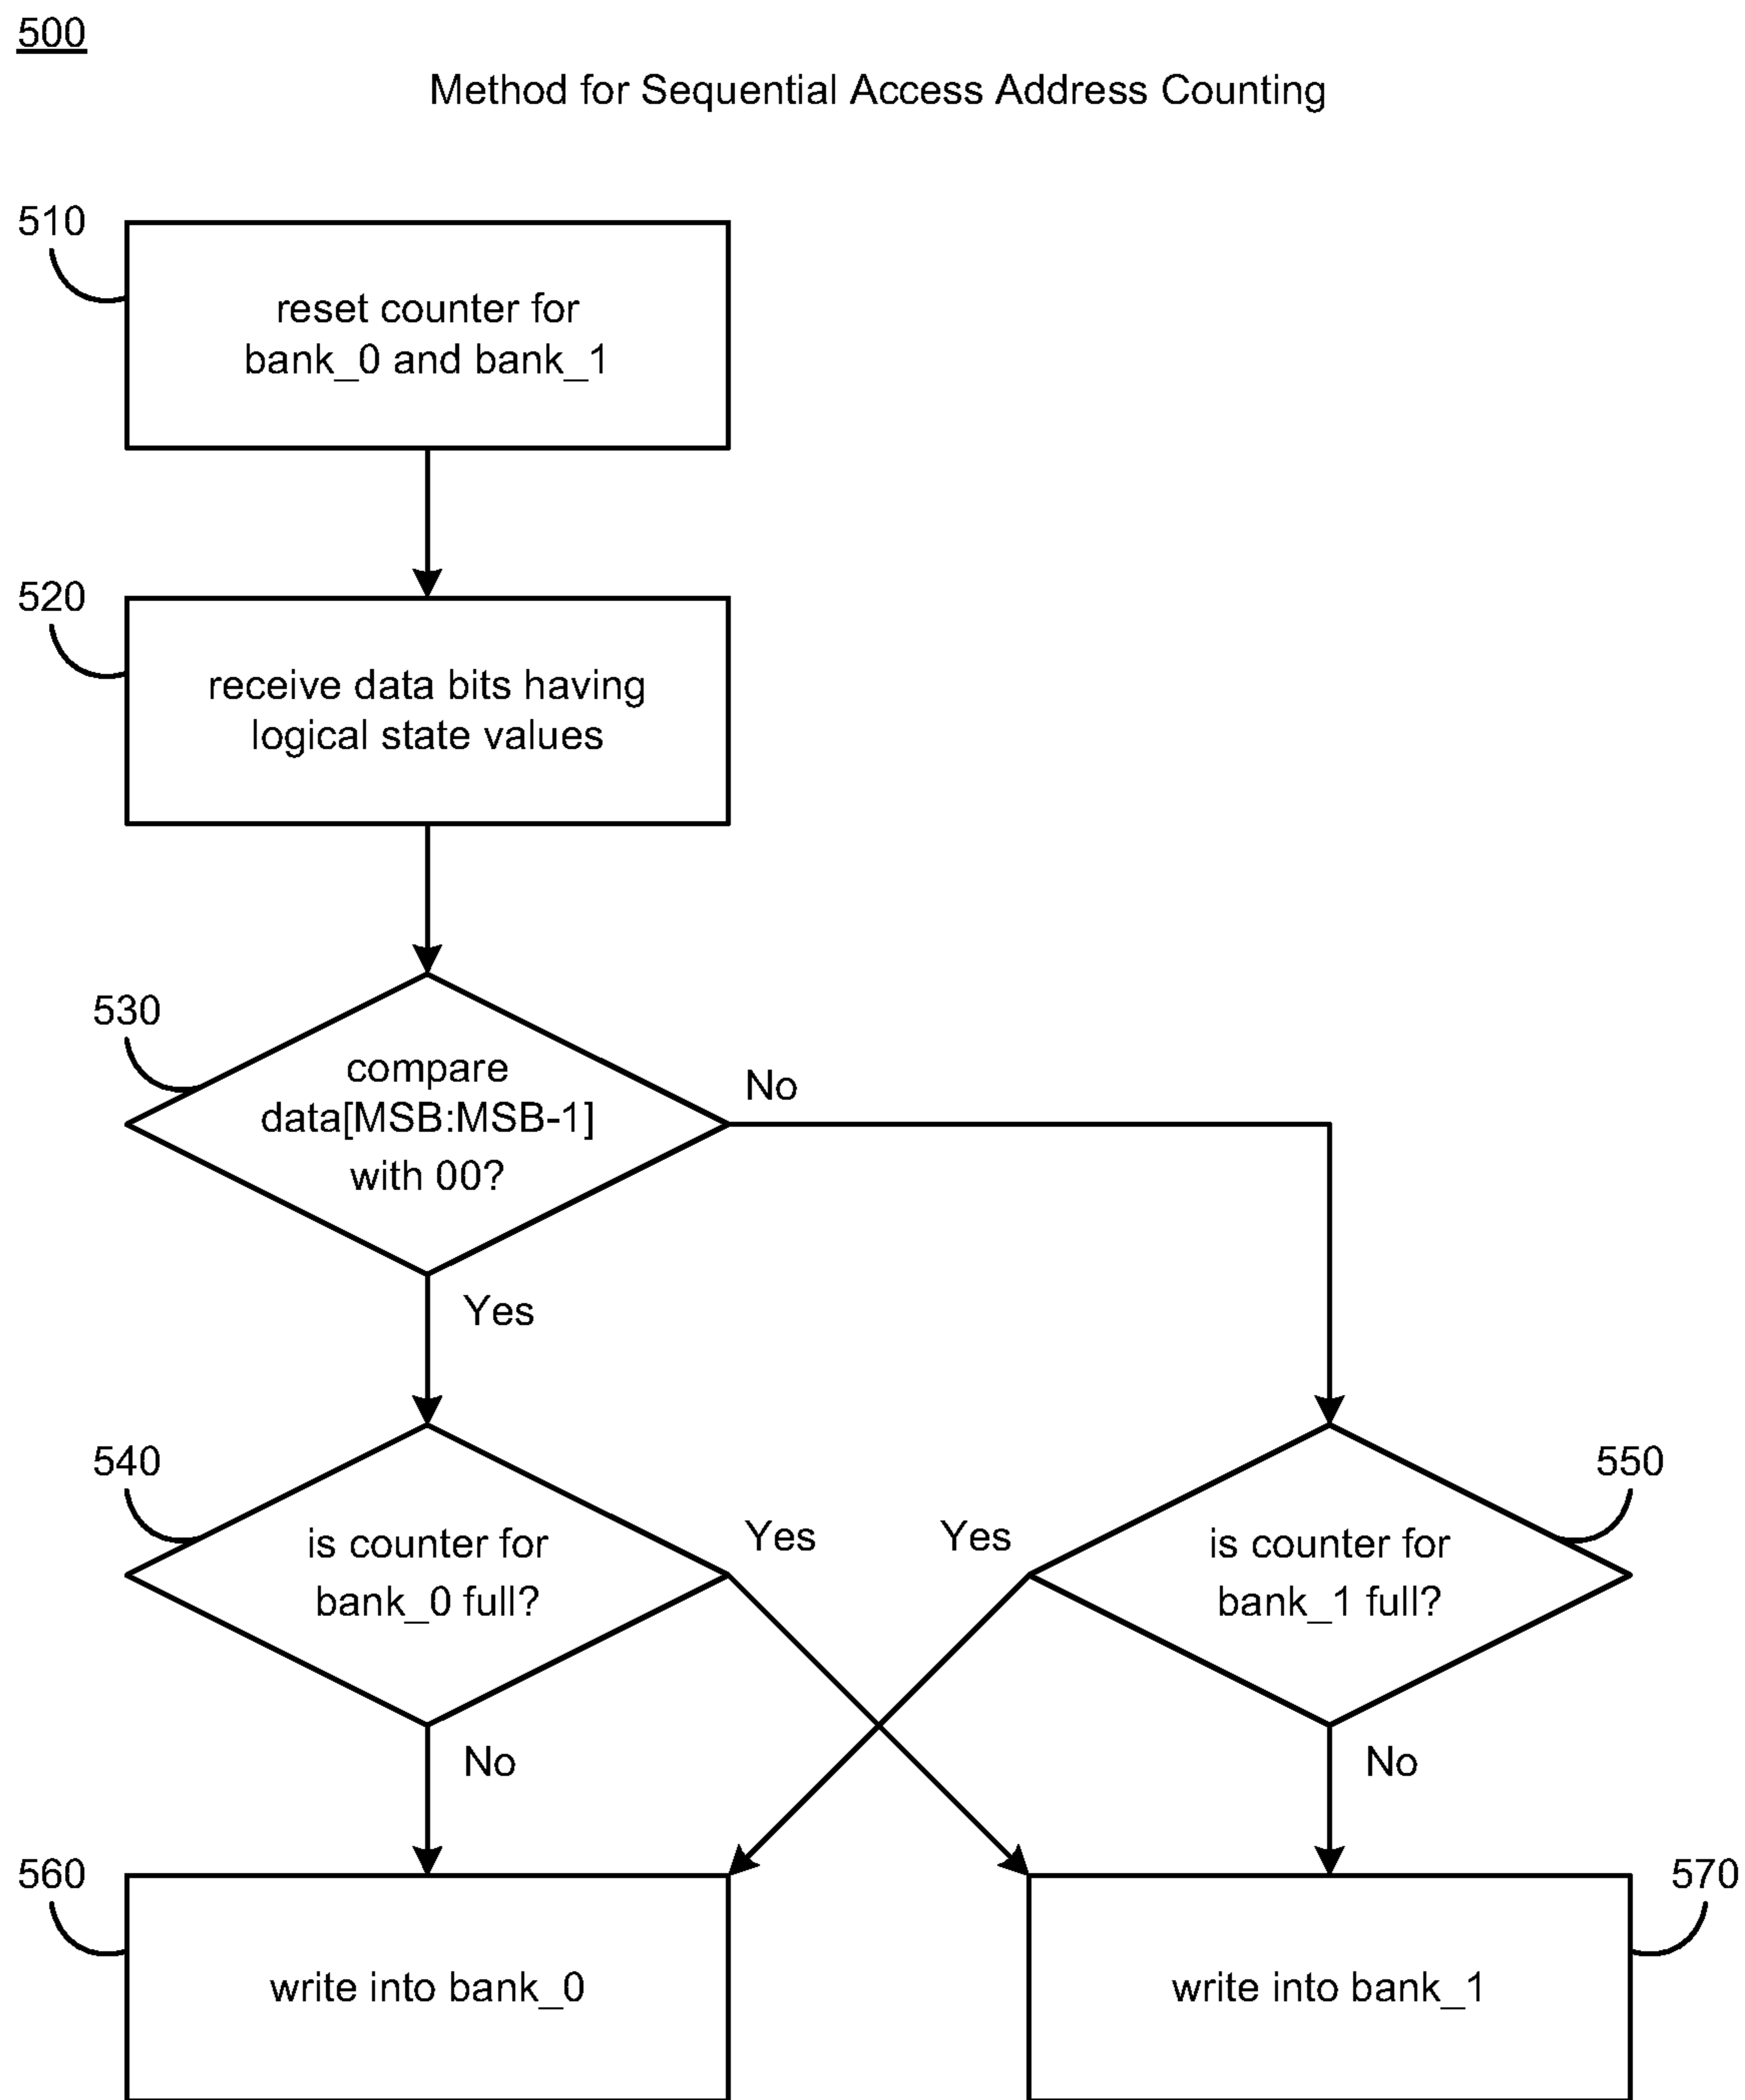 500
Method for Sequential Access Address Counting
510
reset counter for
bank_0 and bank_1
520
receive data bits having
logical state values
530
compare
data[MSB:MSB-1]
with 00?
No
Yes
540
is counter for
bank_0 full?
Yes
No
550
is counter for
bank_1 full?
Yes
No
560
write into bank_0
570
write into bank_1